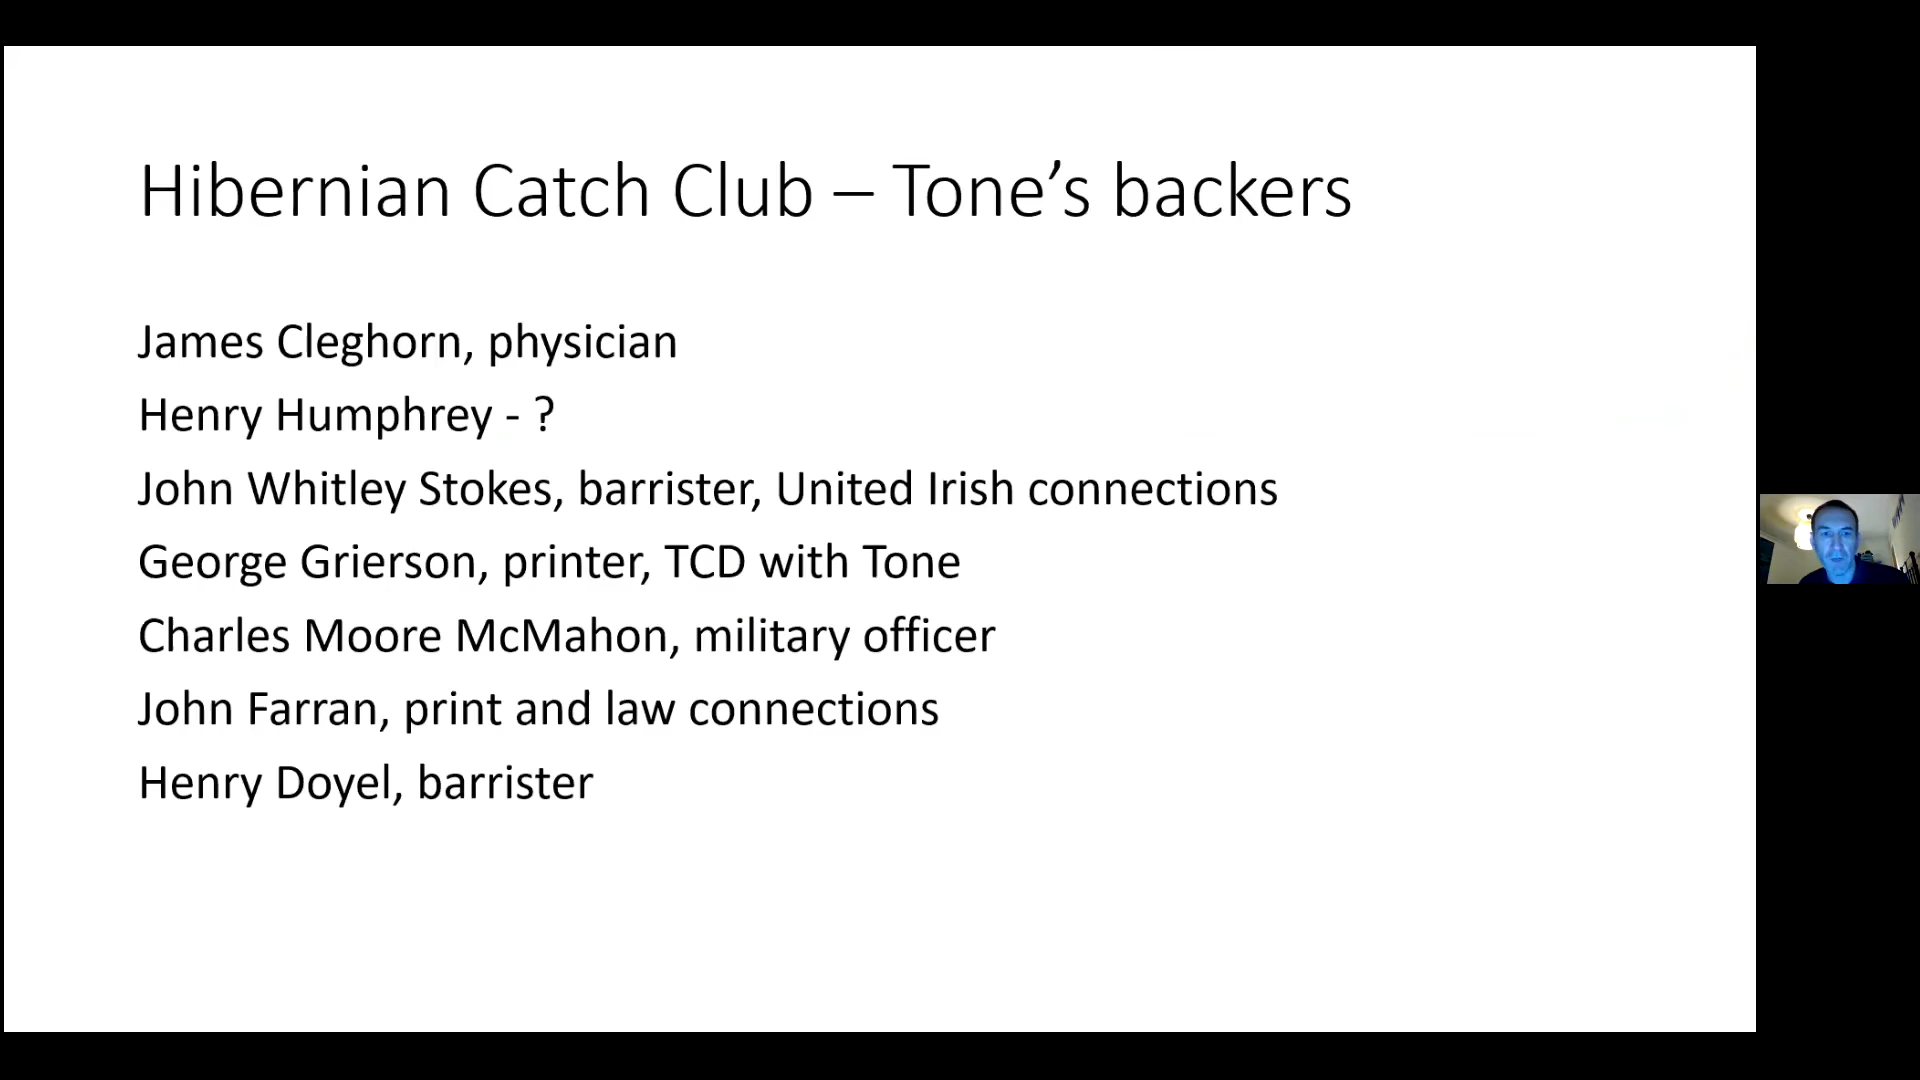 Hibernian Catch Club – Tone’s backers
James Cleghorn, physician
Henry Humphrey - ?
John Whitley Stokes, barrister, United Irish connections
George Grierson, printer, TCD with Tone
Charles Moore McMahon, military officer
John Farran, print and law connections
Henry Doyel, barrister